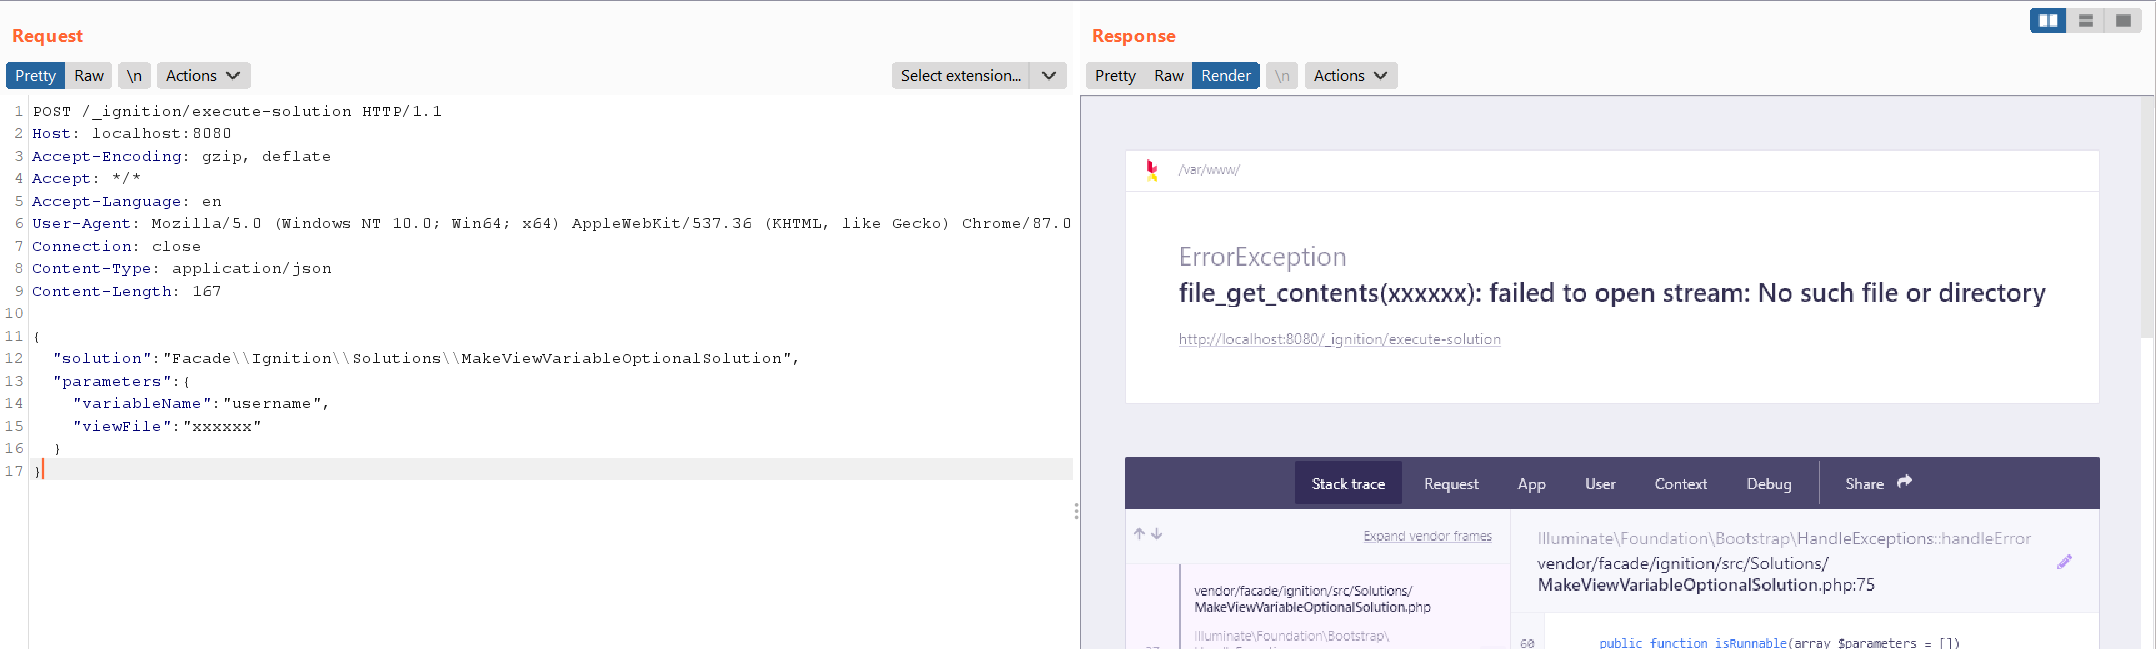 Request
Pretty Raw \n Actions Select extension...
1 POST /_ignition/execute-solution HTTP/1.1
2 Host: localhost:8080
3 Accept-Encoding: gzip, deflate
4 Accept: */*
5 Accept-Language: en
6 User-Agent: Mozilla/5.0 (Windows NT 10.0; Win64; x64) AppleWebKit/537.36 (KHTML, like Gecko) Chrome/87.0
7 Connection: close
8 Content-Type: application/json
9 Content-Length: 167
10
11 {
12 "solution":"Facade\\Ignition\\Solutions\\MakeViewVariableOptionalSolution",
13 "parameters":{
14 "variableName":"username",
15 "viewFile":"xxxxxx"
16 }
17 }
Response
Pretty Raw Render \n Actions
/var/www/
ErrorException
file_get_contents(xxxxxx): failed to open stream: No such file or directory
http://localhost:8080/_ignition/execute-solution
Stack trace Request App User Context Debug Share
Expand vendor frames
vendor/facade/ignition/src/Solutions/
MakeViewVariableOptionalSolution.php
Illuminate\Foundation\Bootstrap\
Illuminate\Foundation\Bootstrap\HandleExceptions::handleError
vendor/facade/ignition/src/Solutions/
MakeViewVariableOptionalSolution.php:75
60 public function isRunnable(array $parameters = [])